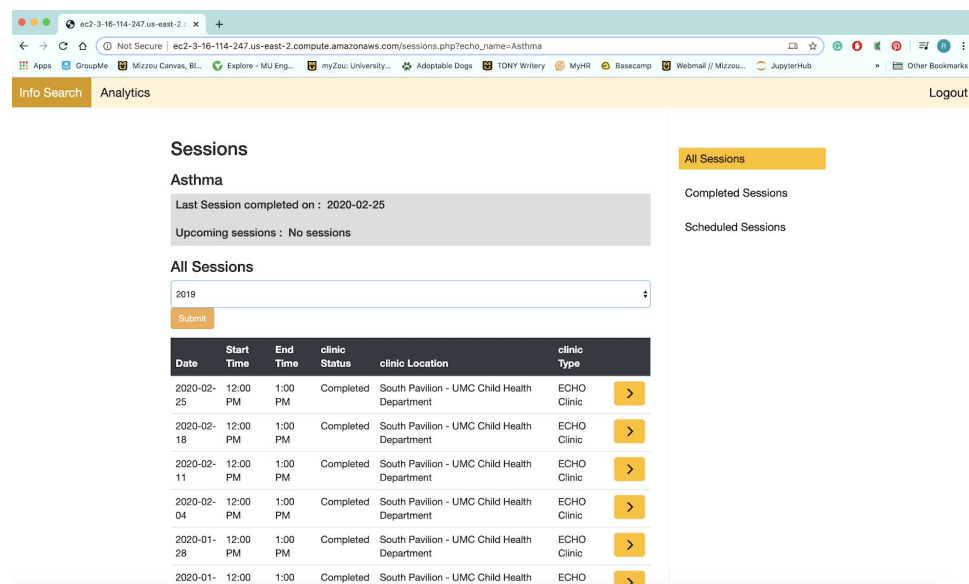 ec2-3-16-114-247.us-east-2.c
Not Secure | ec2-3-16-114-247.us-east-2.compute.amazonaws.com/sessions.php?echo_name=Asthma
Apps GroupMe Mizzou Canvas, Bl... Explore - MU Eng... myZou: University... Adoptable Dogs TONY Writery MyHR Basecamp Webmail // Mizzou... JupyterHub » Other Bookmarks
Info Search Analytics Logout
Sessions
Asthma
Last Session completed on : 2020-02-25
Upcoming sessions : No sessions
All Sessions
2019
Submit
Date Start Time End Time clinic Status clinic Location clinic Type
2020-02-25 12:00 PM 1:00 PM Completed South Pavilion - UMC Child Health Department ECHO Clinic
2020-02-18 12:00 PM 1:00 PM Completed South Pavilion - UMC Child Health Department ECHO Clinic
2020-02-11 12:00 PM 1:00 PM Completed South Pavilion - UMC Child Health Department ECHO Clinic
2020-02-04 12:00 PM 1:00 PM Completed South Pavilion - UMC Child Health Department ECHO Clinic
2020-01-28 12:00 PM 1:00 PM Completed South Pavilion - UMC Child Health Department ECHO Clinic
2020-01- 12:00 1:00 Completed South Pavilion - UMC Child Health ECHO
All Sessions
Completed Sessions
Scheduled Sessions